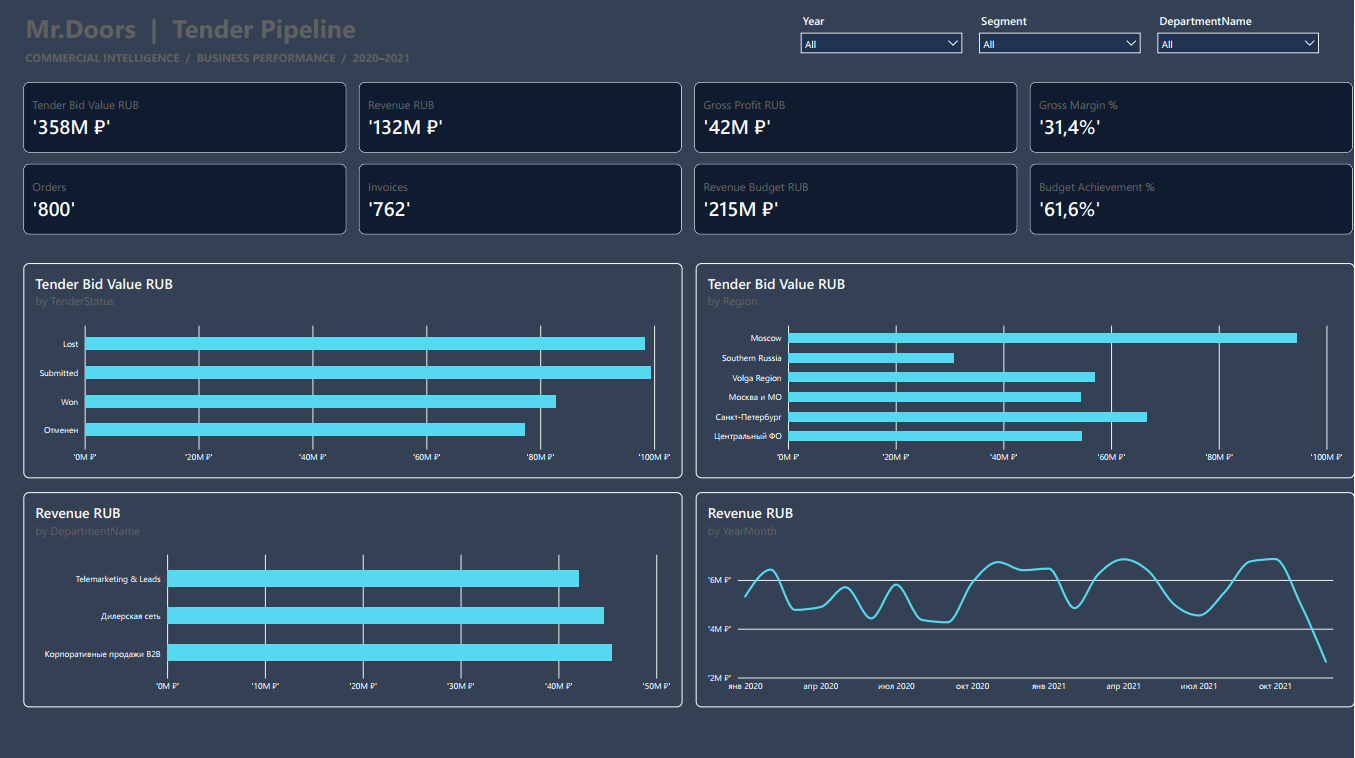 Mr.Doors | Tender Pipeline
COMMERCIAL INTELLIGENCE / BUSINESS PERFORMANCE / 2020–2021
Year
Segment
DepartmentName
All
All
All
Tender Bid Value RUB
'358M ₽'
Revenue RUB
'132M ₽'
Gross Profit RUB
'42M ₽'
Gross Margin %
'31,4%'
Orders
'800'
Invoices
'762'
Revenue Budget RUB
'215M ₽'
Budget Achievement %
'61,6%'
Tender Bid Value RUB
by TenderStatus
Lost
Submitted
Won
Отменен
'0M ₽' '20M ₽' '40M ₽' '60M ₽' '80M ₽' '100M ₽'
Tender Bid Value RUB
by Region
Moscow
Southern Russia
Volga Region
Москва и МО
Санкт-Петербург
Центральный ФО
'0M ₽' '20M ₽' '40M ₽' '60M ₽' '80M ₽' '100M ₽'
Revenue RUB
by DepartmentName
Telemarketing & Leads
Дилерская сеть
Корпоративные продажи B2B
'0M ₽' '10M ₽' '20M ₽' '30M ₽' '40M ₽' '50M ₽'
Revenue RUB
by YearMonth
'6M ₽'
'4M ₽'
'2M ₽'
янв 2020 апр 2020 июл 2020 окт 2020 янв 2021 апр 2021 июл 2021 окт 2021